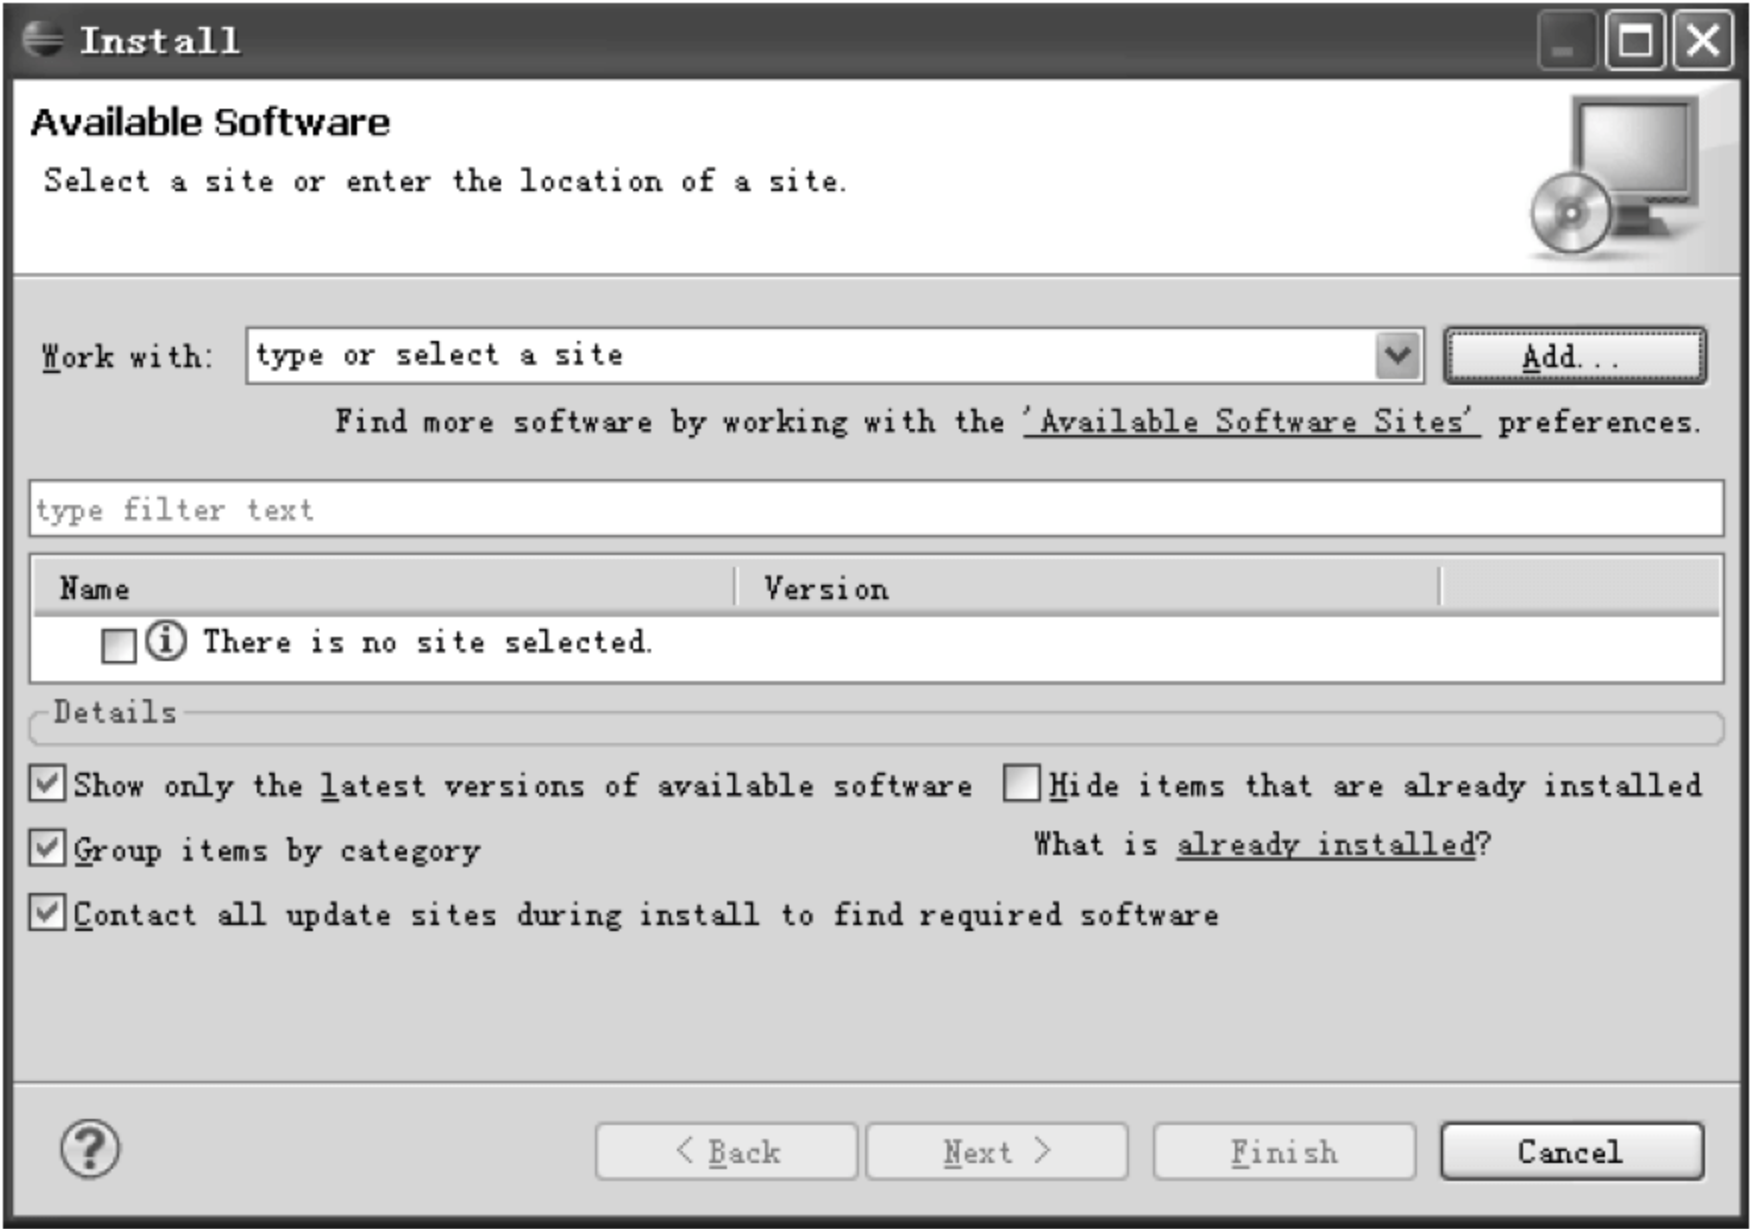 Install
Available Software
Select a site or enter the location of a site.
Work with: type or select a site Add...
Find more software by working with the 'Available Software Sites' preferences.
type filter text
Name Version
There is no site selected.
Details
Show only the latest versions of available software Hide items that are already installed
Group items by category What is already installed?
Contact all update sites during install to find required software
? < Back Next > Finish Cancel